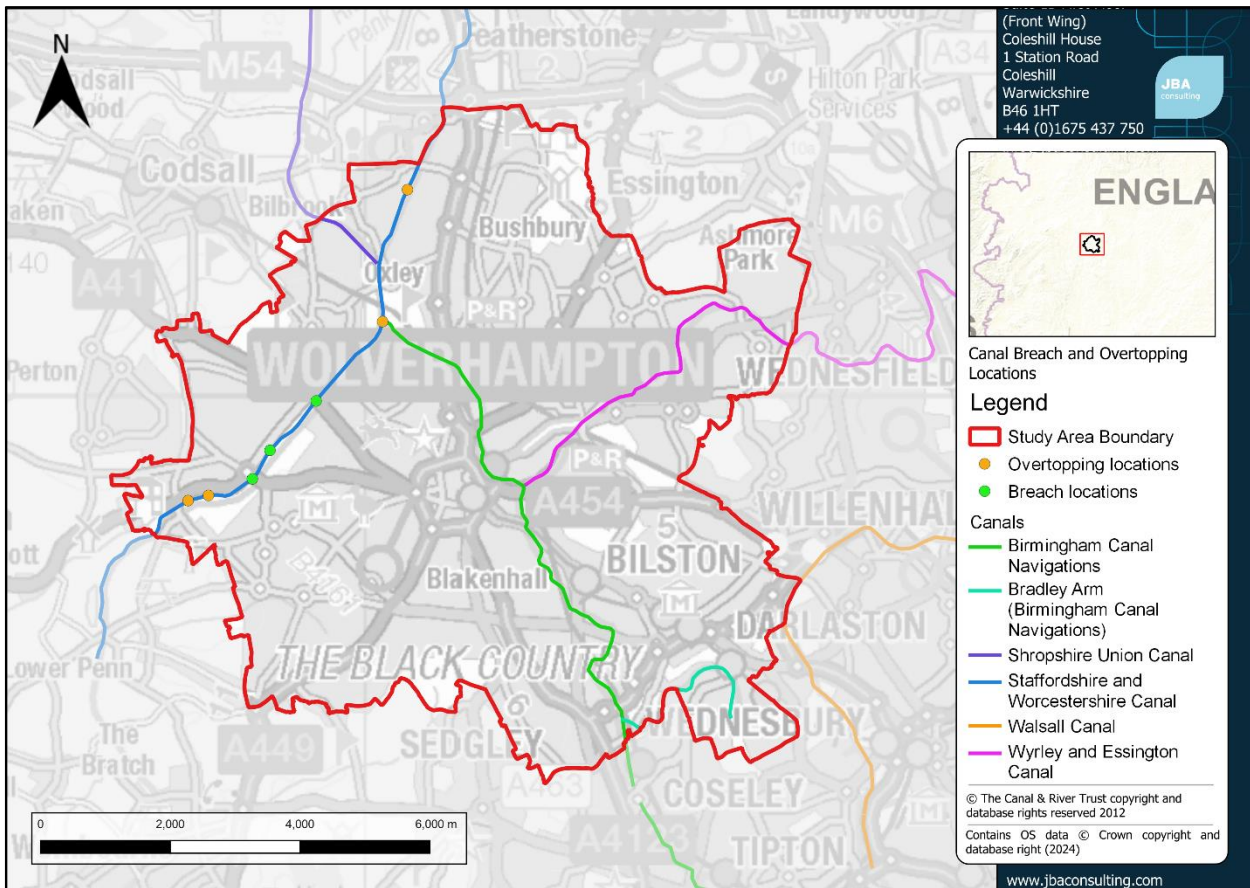 N
M54
Featherstone
2
A34
Hilton Park
Services
Codsall
Bilbrook
Essington
M6
Bushbury
Ashmore
Park
Oxley
A41
P&R
WOLVERHAMPTON
WEDNESFIELD
Perton
P&R
A454
5
BILSTON
Blakenhall
DARLASTON
THE BLACK COUNTRY
6
WEDNESBURY
SEDGLEY
A449
The
Bratch
COSELEY
A4123
TIPTON
0 2,000 4,000 6,000 m
(Front Wing)
Coleshill House
1 Station Road
Coleshill
Warwickshire
B46 1HT
+44 (0)1675 437 750
JBA
consulting
ENGLA
Canal Breach and Overtopping
Locations
Legend
Study Area Boundary
Overtopping locations
Breach locations
Canals
Birmingham Canal
Navigations
Bradley Arm
(Birmingham Canal
Navigations)
Shropshire Union Canal
Staffordshire and
Worcestershire Canal
Walsall Canal
Wyrley and Essington
Canal
© The Canal & River Trust copyright and
database rights reserved 2012
Contains OS data © Crown copyright and
database right (2024)
www.jbaconsulting.com